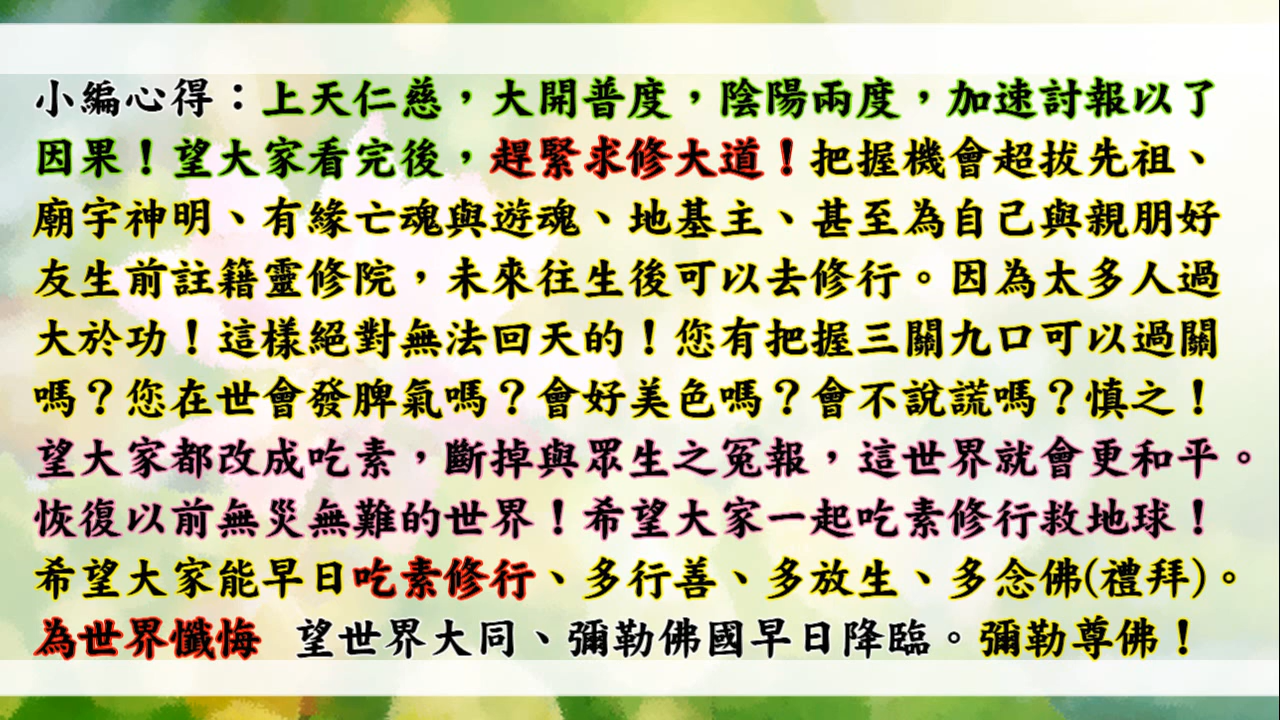 小編心得：上天仁慈，大開普度，陰陽兩度，加速討報以了
因果！望大家看完後，趕緊求修大道！把握機會超拔先祖、
廟宇神明、有緣亡魂與遊魂、地基主、甚至為自己與親朋好
友生前註籍靈修院，未來往生後可以去修行。因為太多人過
大於功！這樣絕對無法回天的！您有把握三關九口可以過關
嗎？您在世會發脾氣嗎？會好美色嗎？會不說謊嗎？慎之！
望大家都改成吃素，斷掉與眾生之冤報，這世界就會更和平。
恢復以前無災無難的世界！希望大家一起吃素修行救地球！
希望大家能早日吃素修行、多行善、多放生、多念佛(禮拜)。
為世界懺悔 望世界大同、彌勒佛國早日降臨。彌勒尊佛！